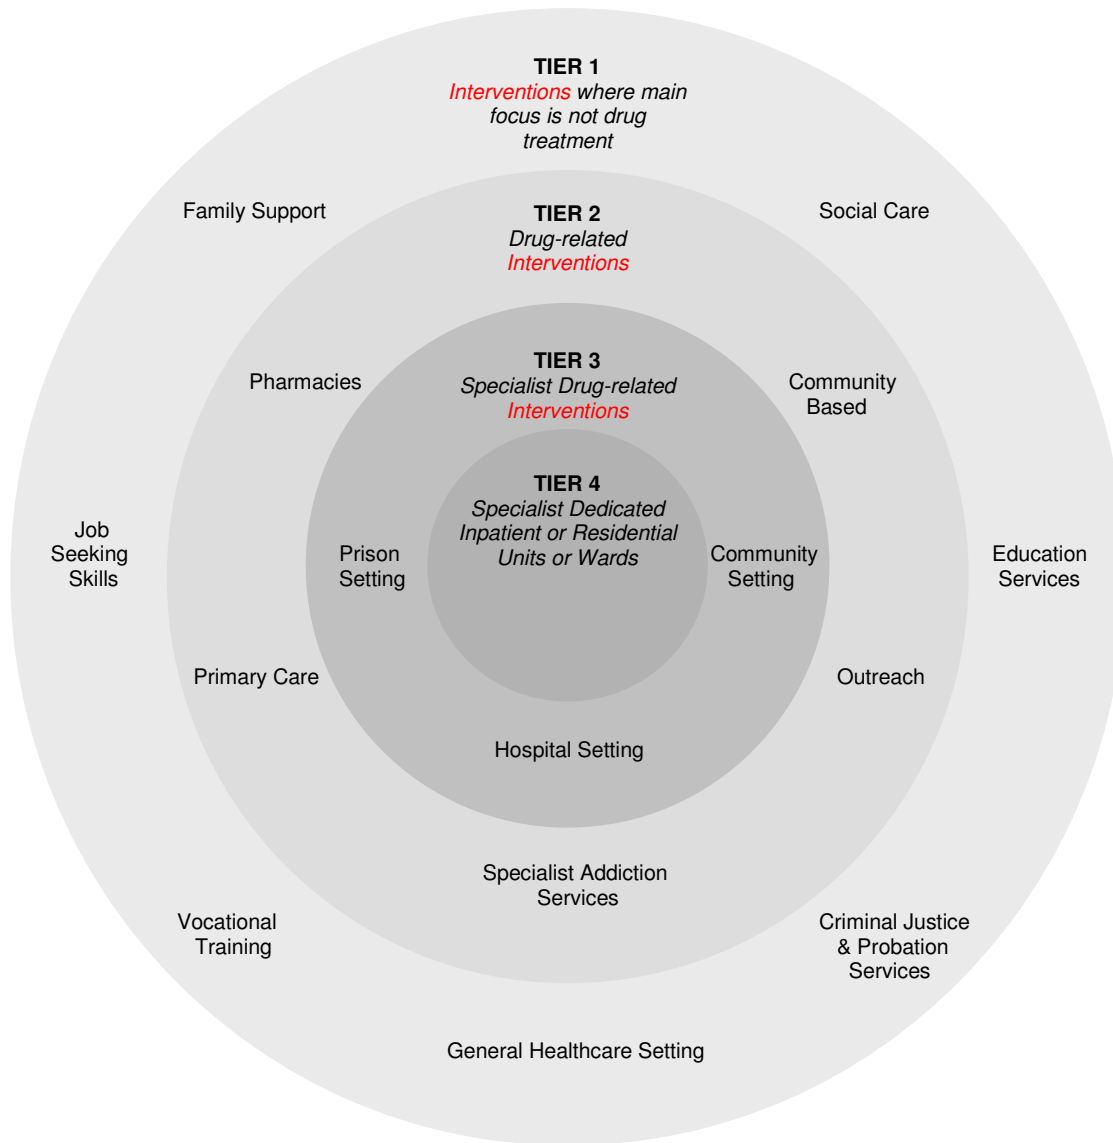 TIER 1
Interventions where main
focus is not drug
treatment
Family Support
Social Care
TIER 2
Drug-related
Interventions
Pharmacies
Community
Based
TIER 3
Specialist Drug-related
Interventions
TIER 4
Specialist Dedicated
Inpatient or Residential
Units or Wards
Job
Seeking
Skills
Prison
Setting
Community
Setting
Education
Services
Primary Care
Outreach
Hospital Setting
Specialist Addiction
Services
Vocational
Training
Criminal Justice
& Probation
Services
General Healthcare Setting